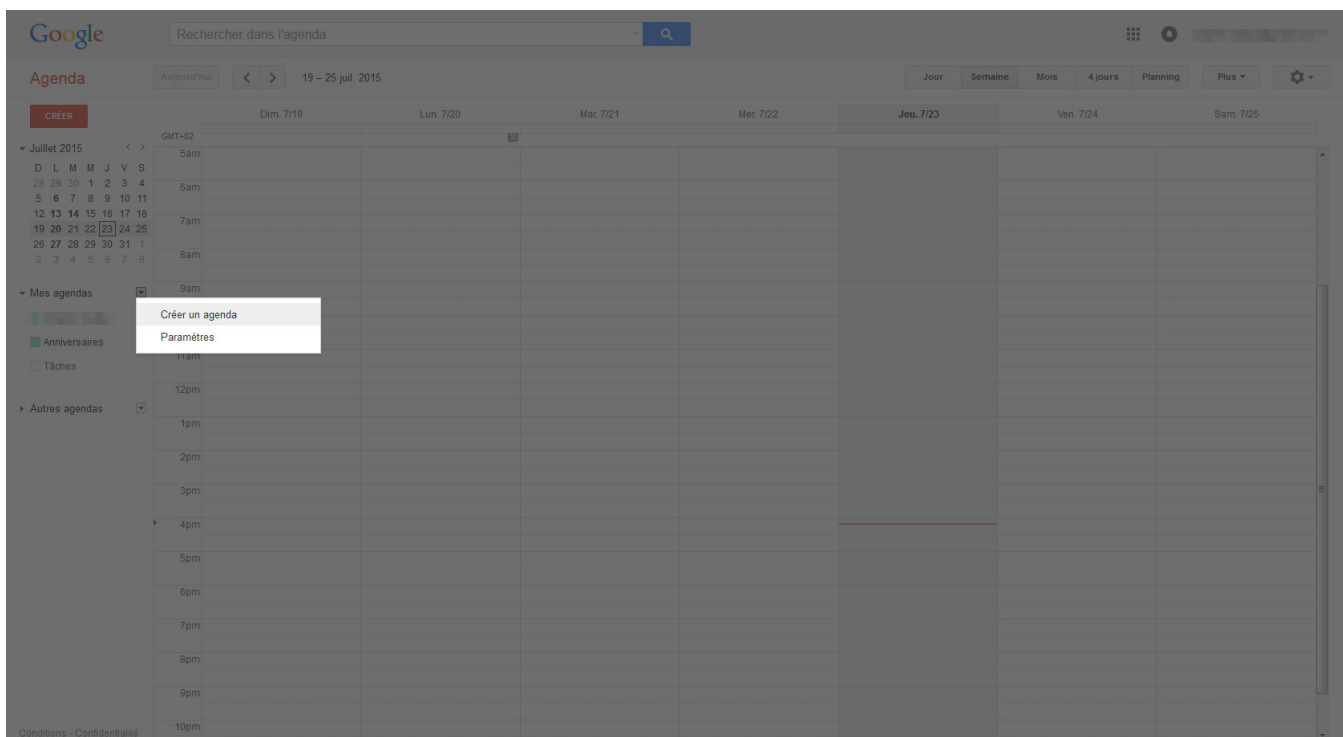 Google
Rechercher dans l'agenda
Agenda
Aujourd'hui 19 – 25 juil. 2015 Jour Semaine Mois 4 jours Planning Plus
CRÉER
Dim. 7/19 Lun. 7/20 Mar. 7/21 Mer. 7/22 Jeu. 7/23 Ven. 7/24 Sam. 7/25
GMT+02
Juillet 2015
D L M M J V S
28 29 30 1 2 3 4
5 6 7 8 9 10 11
12 13 14 15 16 17 18
19 20 21 22 23 24 25
26 27 28 29 30 31 1
2 3 4 5 6 7 8
Mes agendas
Créer un agenda
Paramètres
Anniversaires
Tâches
Autres agendas
5am
6am
7am
8am
9am
11am
12pm
1pm
2pm
3pm
4pm
5pm
6pm
7pm
8pm
9pm
10pm
Conditions - Confidentialité